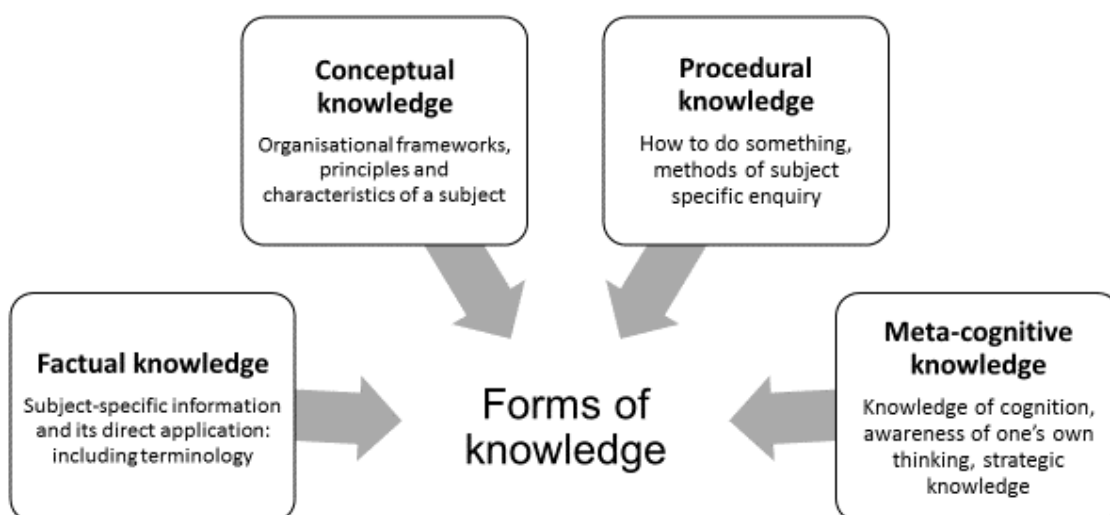 Conceptual
knowledge
Organisational frameworks,
principles and
characteristics of a subject
Procedural
knowledge
How to do something,
methods of subject
specific enquiry
Factual knowledge
Subject-specific information
and its direct application:
including terminology
Forms of
knowledge
Meta-cognitive
knowledge
Knowledge of cognition,
awareness of one's own
thinking, strategic
knowledge